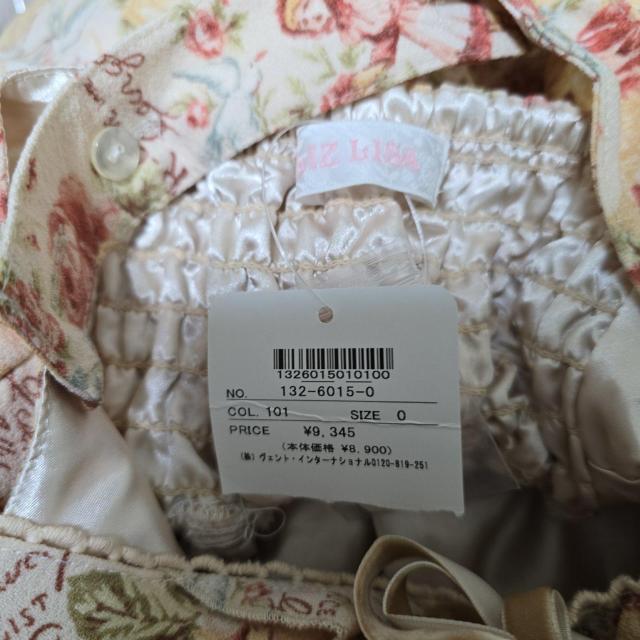 LIZ LISA
1326015010100
NO. 132-6015-0
COL. 101 SIZE 0
PRICE ¥9,345
(本体価格 ¥8,900)
(株)ヴェント・インターナショナル0120-819-251